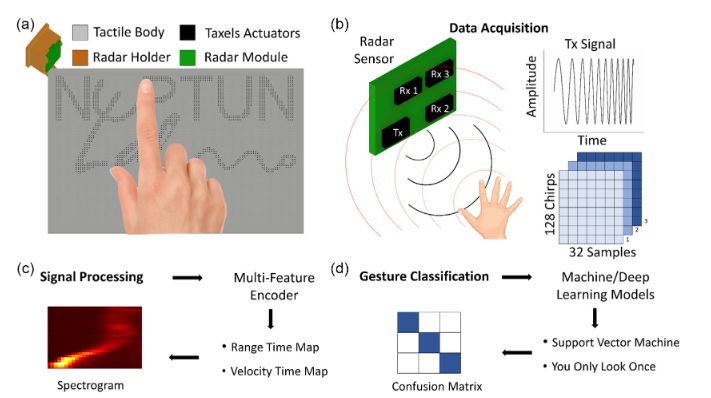 (a)
Tactile Body
Taxels Actuators
Radar Holder
Radar Module
NEPTUN
(b)
Data Acquisition
Radar
Sensor
Rx 1
Rx 3
Rx 2
Tx
Tx Signal
Amplitude
Time
128 Chirps
32 Samples
1
2
3
(c)
Signal Processing
Multi-Feature
Encoder
• Range Time Map
• Velocity Time Map
Spectrogram
(d)
Gesture Classification
Machine/Deep
Learning Models
• Support Vector Machine
• You Only Look Once
Confusion Matrix